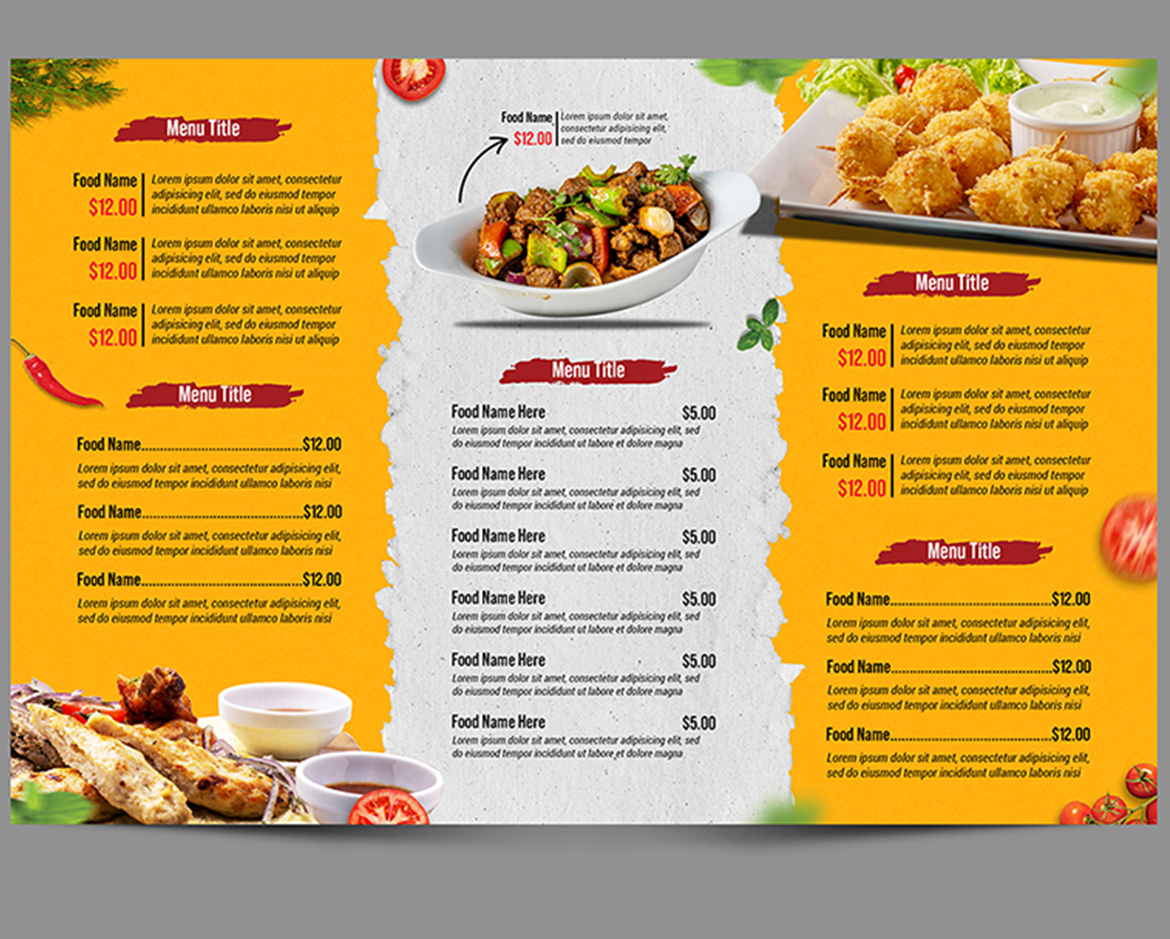 Menu Title
Food Name
$12.00
Lorem ipsum dolor sit amet, consectetur
adipisicing elit, sed do eiusmod tempor
incididunt ullamco laboris nisi ut aliquip
Food Name
$12.00
Lorem ipsum dolor sit amet, consectetur
adipisicing elit, sed do eiusmod tempor
incididunt ullamco laboris nisi ut aliquip
Food Name
$12.00
Lorem ipsum dolor sit amet, consectetur
adipisicing elit, sed do eiusmod tempor
incididunt ullamco laboris nisi ut aliquip
Menu Title
Food Name..........................................$12.00
Lorem ipsum dolor sit amet, consectetur adipisicing elit,
sed do eiusmod tempor incididunt ullamco laboris nisi
Food Name..........................................$12.00
Lorem ipsum dolor sit amet, consectetur adipisicing elit,
sed do eiusmod tempor incididunt ullamco laboris nisi
Food Name..........................................$12.00
Lorem ipsum dolor sit amet, consectetur adipisicing elit,
sed do eiusmod tempor incididunt ullamco laboris nisi
Food Name
$12.00
Lorem ipsum dolor sit amet,
consectetur adipisicing elit,
sed do eiusmod tempor
Menu Title
Food Name Here $5.00
Lorem ipsum dolor sit amet, consectetur adipisicing elit, sed
do eiusmod tempor incididunt ut labore et dolore magna
Food Name Here $5.00
Lorem ipsum dolor sit amet, consectetur adipisicing elit, sed
do eiusmod tempor incididunt ut labore et dolore magna
Food Name Here $5.00
Lorem ipsum dolor sit amet, consectetur adipisicing elit, sed
do eiusmod tempor incididunt ut labore et dolore magna
Food Name Here $5.00
Lorem ipsum dolor sit amet, consectetur adipisicing elit, sed
do eiusmod tempor incididunt ut labore et dolore magna
Food Name Here $5.00
Lorem ipsum dolor sit amet, consectetur adipisicing elit, sed
do eiusmod tempor incididunt ut labore et dolore magna
Food Name Here $5.00
Lorem ipsum dolor sit amet, consectetur adipisicing elit, sed
do eiusmod tempor incididunt ut labore et dolore magna
Menu Title
Food Name
$12.00
Lorem ipsum dolor sit amet, consectetur
adipisicing elit, sed do eiusmod tempor
incididunt ullamco laboris nisi ut aliquip
Food Name
$12.00
Lorem ipsum dolor sit amet, consectetur
adipisicing elit, sed do eiusmod tempor
incididunt ullamco laboris nisi ut aliquip
Food Name
$12.00
Lorem ipsum dolor sit amet, consectetur
adipisicing elit, sed do eiusmod tempor
incididunt ullamco laboris nisi ut aliquip
Menu Title
Food Name..........................................$12.00
Lorem ipsum dolor sit amet, consectetur adipisicing elit,
sed do eiusmod tempor incididunt ullamco laboris nisi
Food Name..........................................$12.00
Lorem ipsum dolor sit amet, consectetur adipisicing elit,
sed do eiusmod tempor incididunt ullamco laboris nisi
Food Name..........................................$12.00
Lorem ipsum dolor sit amet, consectetur adipisicing elit,
sed do eiusmod tempor incididunt ullamco laboris nisi